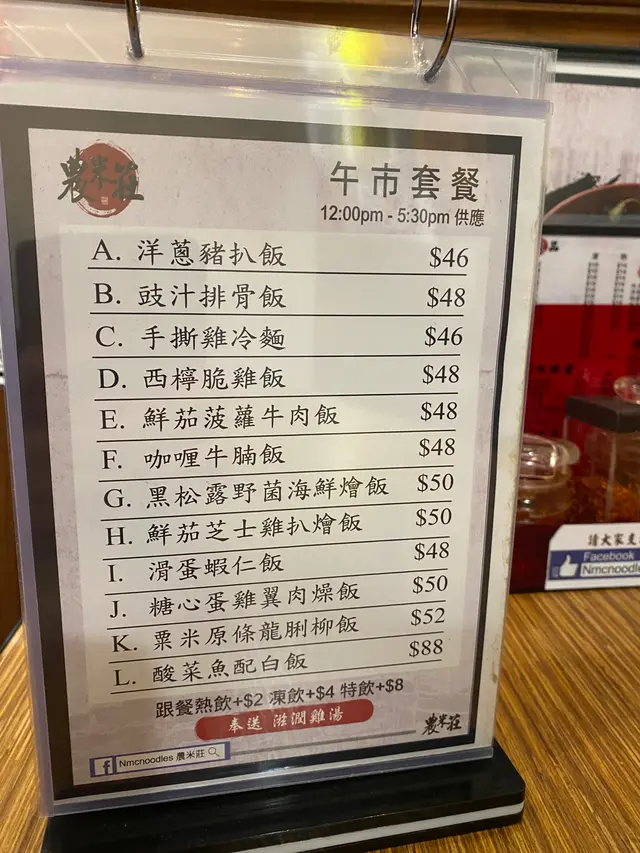 農米莊
午市套餐
12:00pm - 5:30pm 供應
A. 洋蔥豬扒飯 $46
B. 豉汁排骨飯 $48
C. 手撕雞冷麵 $46
D. 西檸脆雞飯 $48
E. 鮮茄菠蘿牛肉飯 $48
F. 咖喱牛腩飯 $48
G. 黑松露野菌海鮮燴飯 $50
H. 鮮茄芝士雞扒燴飯 $50
I. 滑蛋蝦仁飯 $48
J. 糖心蛋雞翼肉燥飯 $50
K. 粟米原條龍脷柳飯 $52
L. 酸菜魚配白飯 $88
跟餐熱飲+$2 凍飲+$4 特飲+$8
奉送 滋潤雞湯
農米莊
f Nmcnoodles 農米莊
請大家
Facebook
Nmcnoodles